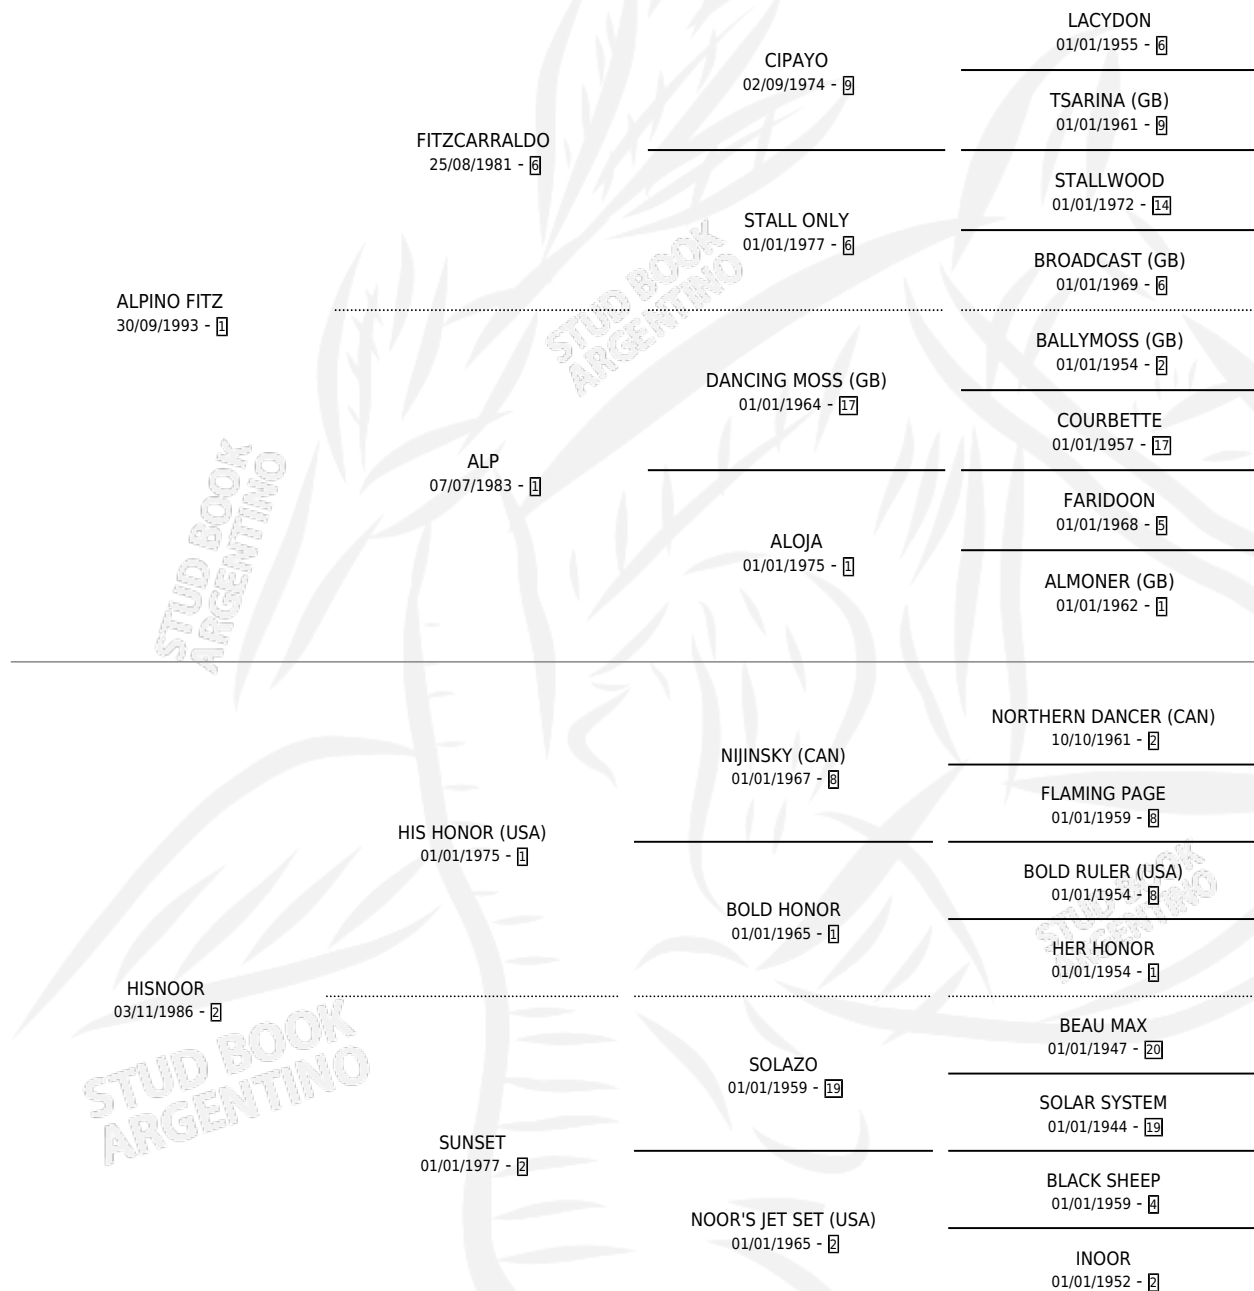 LACYDON
01/01/1955 - 6
CIPAYO
02/09/1974 - 9
TSARINA (GB)
01/01/1961 - 9
FITZCARRALDO
25/08/1981 - 6
STALLWOOD
01/01/1972 - 14
STALL ONLY
01/01/1977 - 6
BROADCAST (GB)
01/01/1969 - 6
ALPINO FITZ
30/09/1993 - 1
BALLYMOSS (GB)
01/01/1954 - 2
DANCING MOSS (GB)
01/01/1964 - 17
COURBETTE
01/01/1957 - 17
ALP
07/07/1983 - 1
FARIDOON
01/01/1968 - 5
ALOJA
01/01/1975 - 1
ALMONER (GB)
01/01/1962 - 1
NORTHERN DANCER (CAN)
10/10/1961 - 2
NIJINSKY (CAN)
01/01/1967 - 8
FLAMING PAGE
01/01/1959 - 8
HIS HONOR (USA)
01/01/1975 - 1
BOLD RULER (USA)
01/01/1954 - 8
BOLD HONOR
01/01/1965 - 1
HER HONOR
01/01/1954 - 1
HISNOOR
03/11/1986 - 2
BEAU MAX
01/01/1947 - 20
SOLAZO
01/01/1959 - 19
SOLAR SYSTEM
01/01/1944 - 19
SUNSET
01/01/1977 - 2
BLACK SHEEP
01/01/1959 - 4
NOOR'S JET SET (USA)
01/01/1965 - 2
INOOR
01/01/1952 - 2
STUD BOOK
ARGENTINO
STUD BOOK
ARGENTINO
STUD BOOK
ARGENTINO
STUD BOOK
ARGENTINO